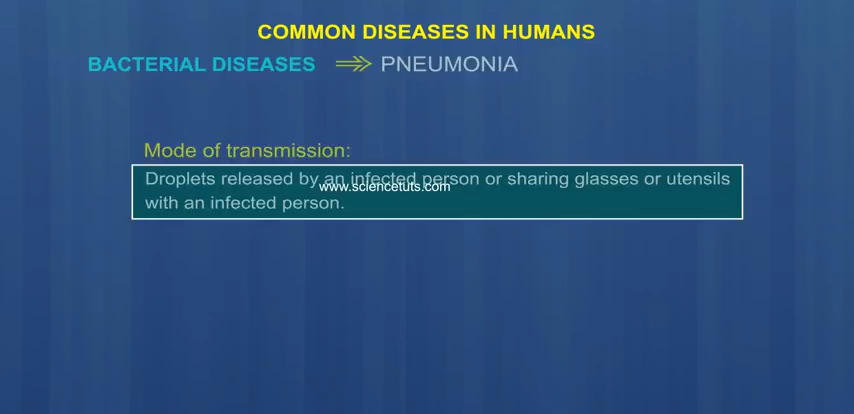 COMMON DISEASES IN HUMANS
BACTERIAL DISEASES PNEUMONIA
Mode of transmission:
Droplets released by an infected person or sharing glasses or utensils
www.sciencetuts.com
with an infected person.